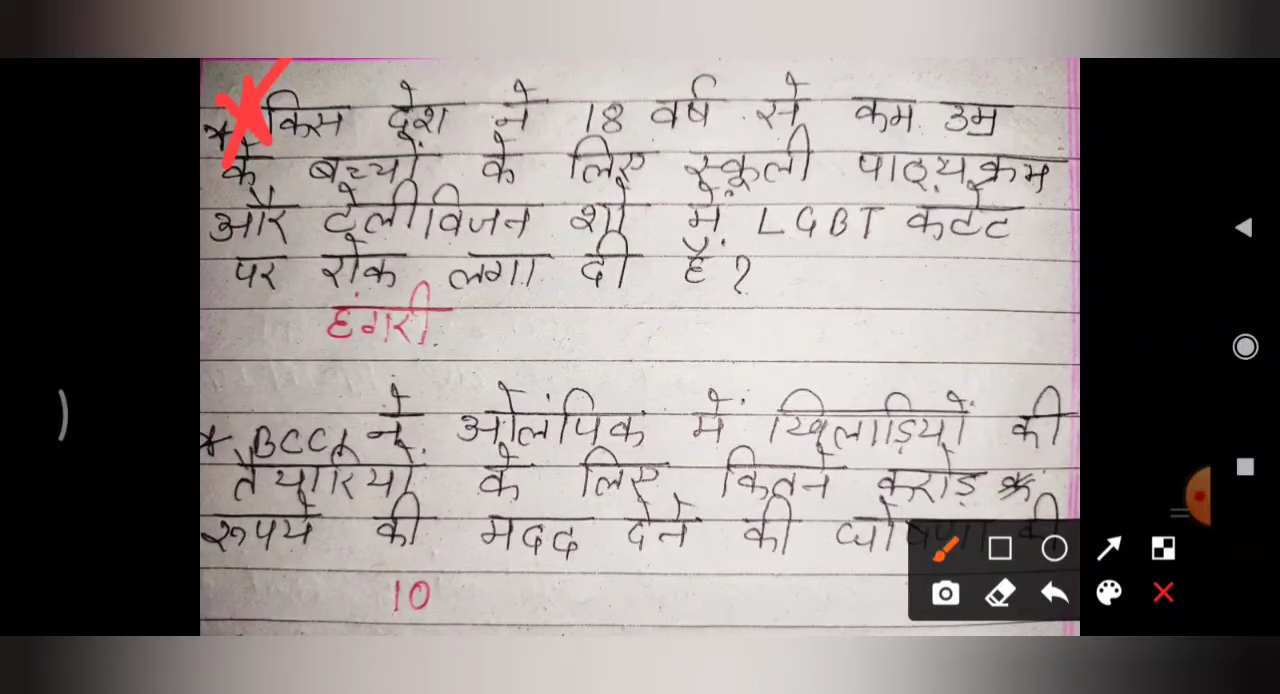 * किस देश ने 18 वर्ष से कम उम्र
के बच्चों के लिए स्कूली पाठ्यक्रम
और टेलीविजन शो में LGBT कटेंट
पर रोक लगा दी है?
हंगरी
* BCCI ने ओलंपिक में खिलाड़ियों की
तैयारियों के लिए कितने करोड़
रूपये की मदद देने की घोषणा की
10